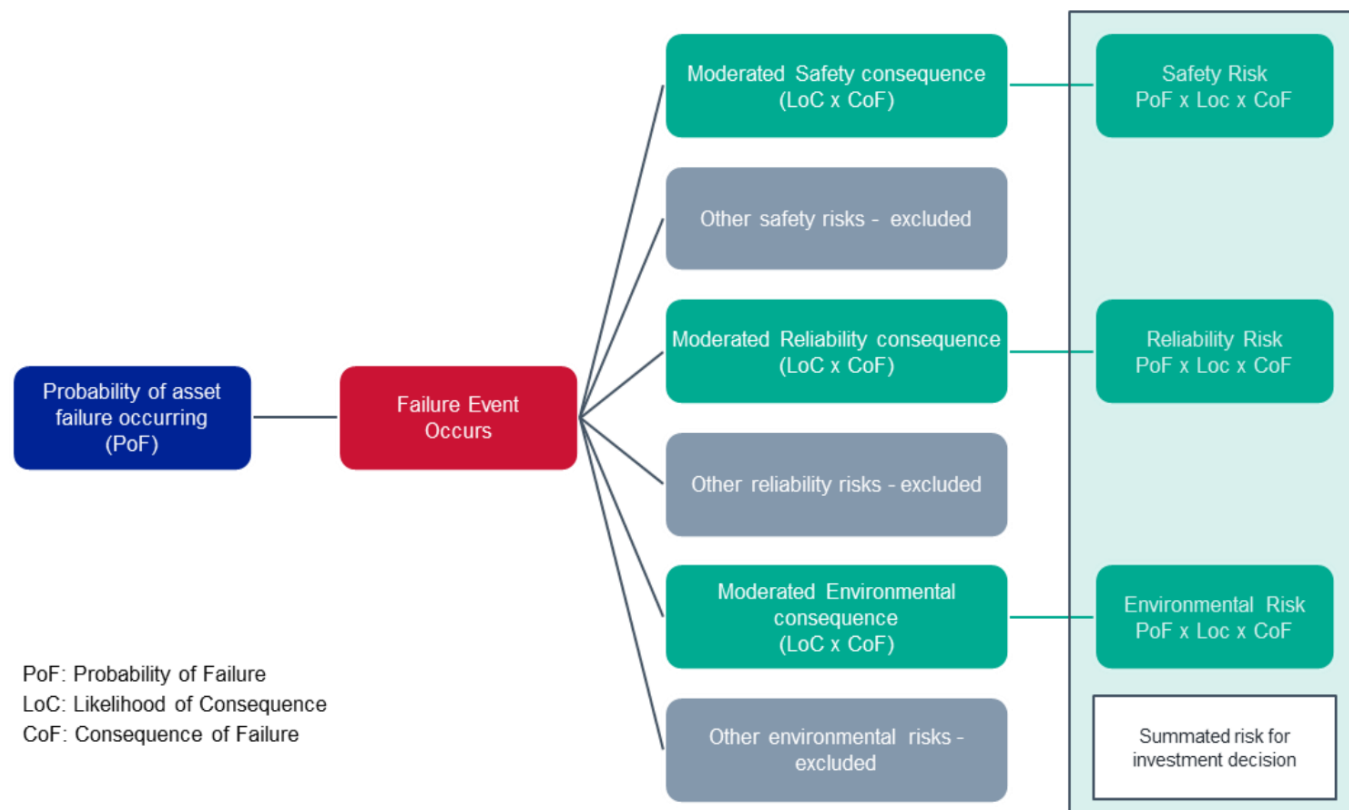 Probability of asset
failure occurring
(PoF)
Failure Event
Occurs
Moderated Safety consequence
(LoC x CoF)
Other safety risks - excluded
Moderated Reliability consequence
(LoC x CoF)
Other reliability risks - excluded
Moderated Environmental
consequence
(LoC x CoF)
Other environmental risks -
excluded
Safety Risk
PoF x Loc x CoF
Reliability Risk
PoF x Loc x CoF
Environmental Risk
PoF x Loc x CoF
Summated risk for
investment decision
PoF: Probability of Failure
LoC: Likelihood of Consequence
CoF: Consequence of Failure